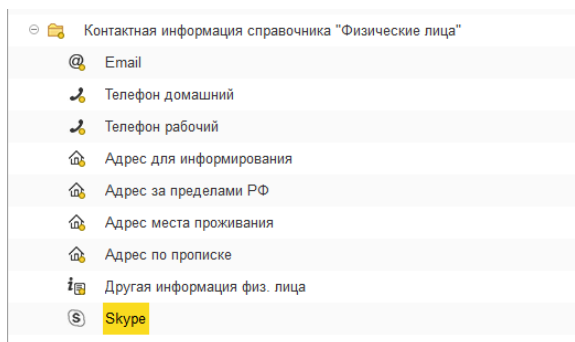 Контактная информация справочника "Физические лица"
Email
Телефон домашний
Телефон рабочий
Адрес для информирования
Адрес за пределами РФ
Адрес места проживания
Адрес по прописке
Другая информация физ. лица
Skype